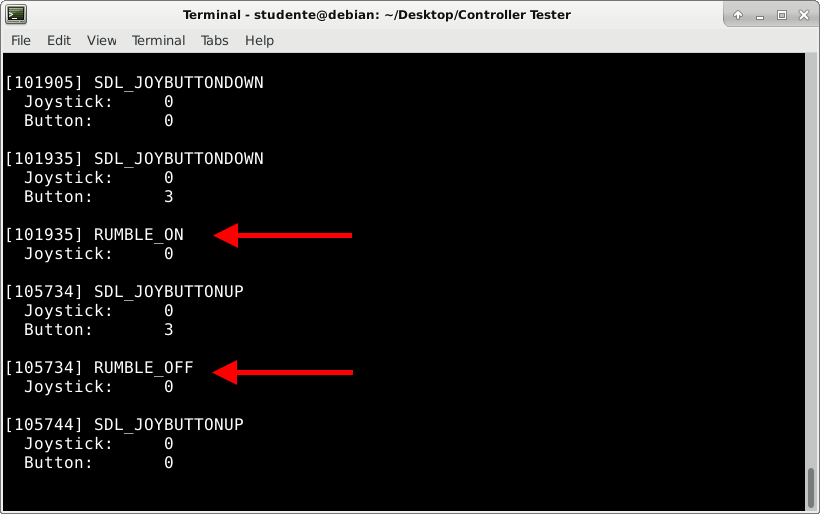 Terminal - studente@debian: ~/Desktop/Controller Tester
File Edit View Terminal Tabs Help
[101905] SDL_JOYBUTTONDOWN
  Joystick:     0
  Button:       0
[101935] SDL_JOYBUTTONDOWN
  Joystick:     0
  Button:       3
[101935] RUMBLE_ON
  Joystick:     0
[105734] SDL_JOYBUTTONUP
  Joystick:     0
  Button:       3
[105734] RUMBLE_OFF
  Joystick:     0
[105744] SDL_JOYBUTTONUP
  Joystick:     0
  Button:       0